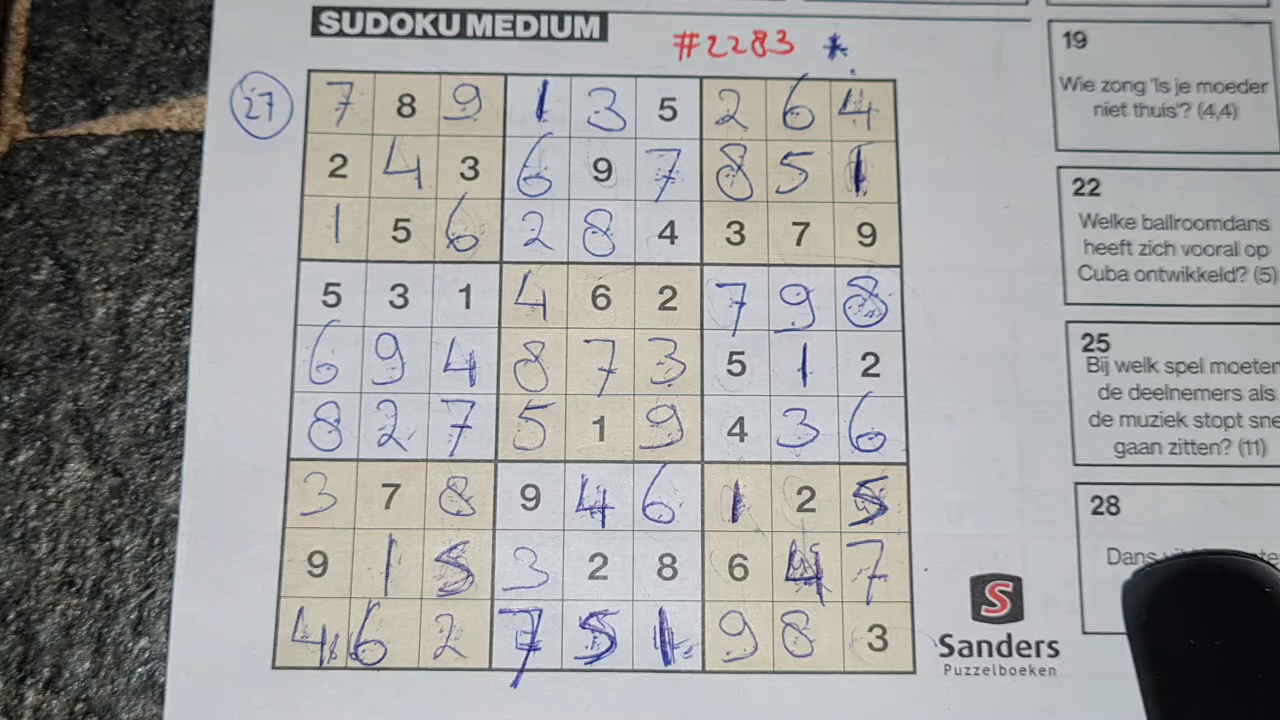 SUDOKU MEDIUM
#2283 *
27
7 8 9 1 3 5 2 6 4
2 4 3 6 9 7 8 5 1
1 5 6 2 8 4 3 7 9
5 3 1 4 6 2 7 9 8
6 9 4 8 7 3 5 1 2
8 2 7 5 1 9 4 3 6
3 7 8 9 4 6 1 2 5
9 1 5 3 2 8 6 4 7
4 6 2 7 5 1 9 8 3
S
Sanders
Puzzelboeken
19
Wie zong 'Is je moeder
niet thuis'? (4,4)
22
Welke ballroomdans
heeft zich vooral op
Cuba ontwikkeld? (5)
25
Bij welk spel moeten
de deelnemers als
de muziek stopt sne
gaan zitten? (11)
28
Dans